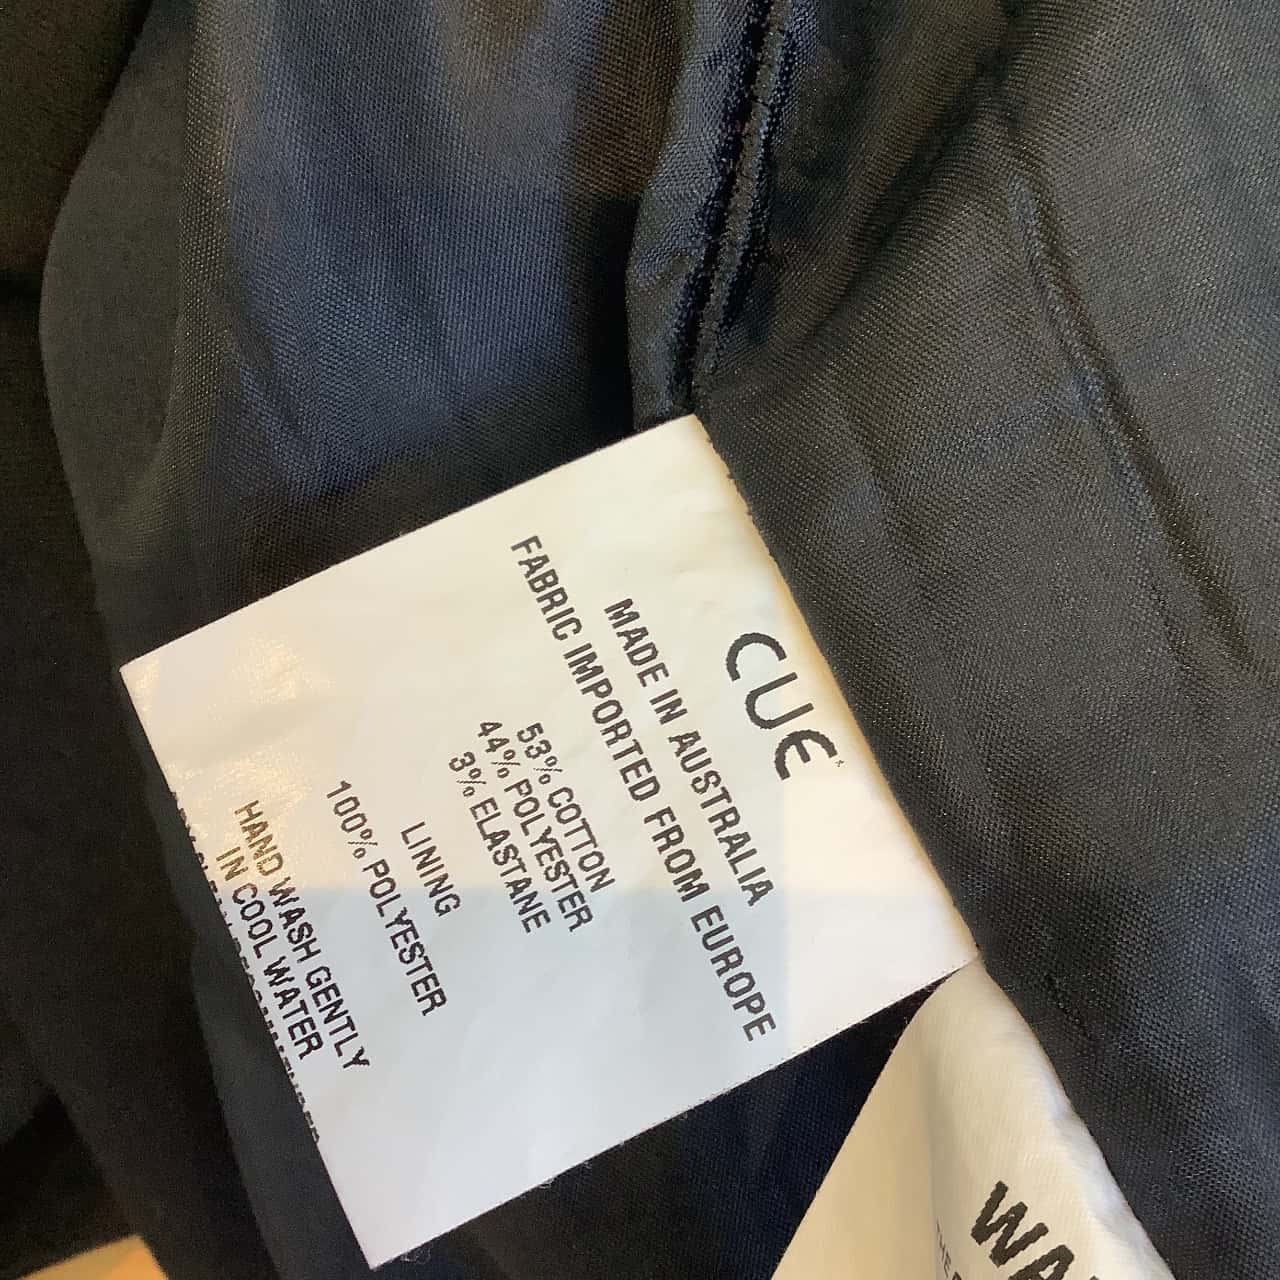 CUE
MADE IN AUSTRALIA
FABRIC IMPORTED FROM EUROPE
53% COTTON
44% POLYESTER
3% ELASTANE
LINING
100% POLYESTER
HAND WASH GENTLY
IN COOL WATER
THE